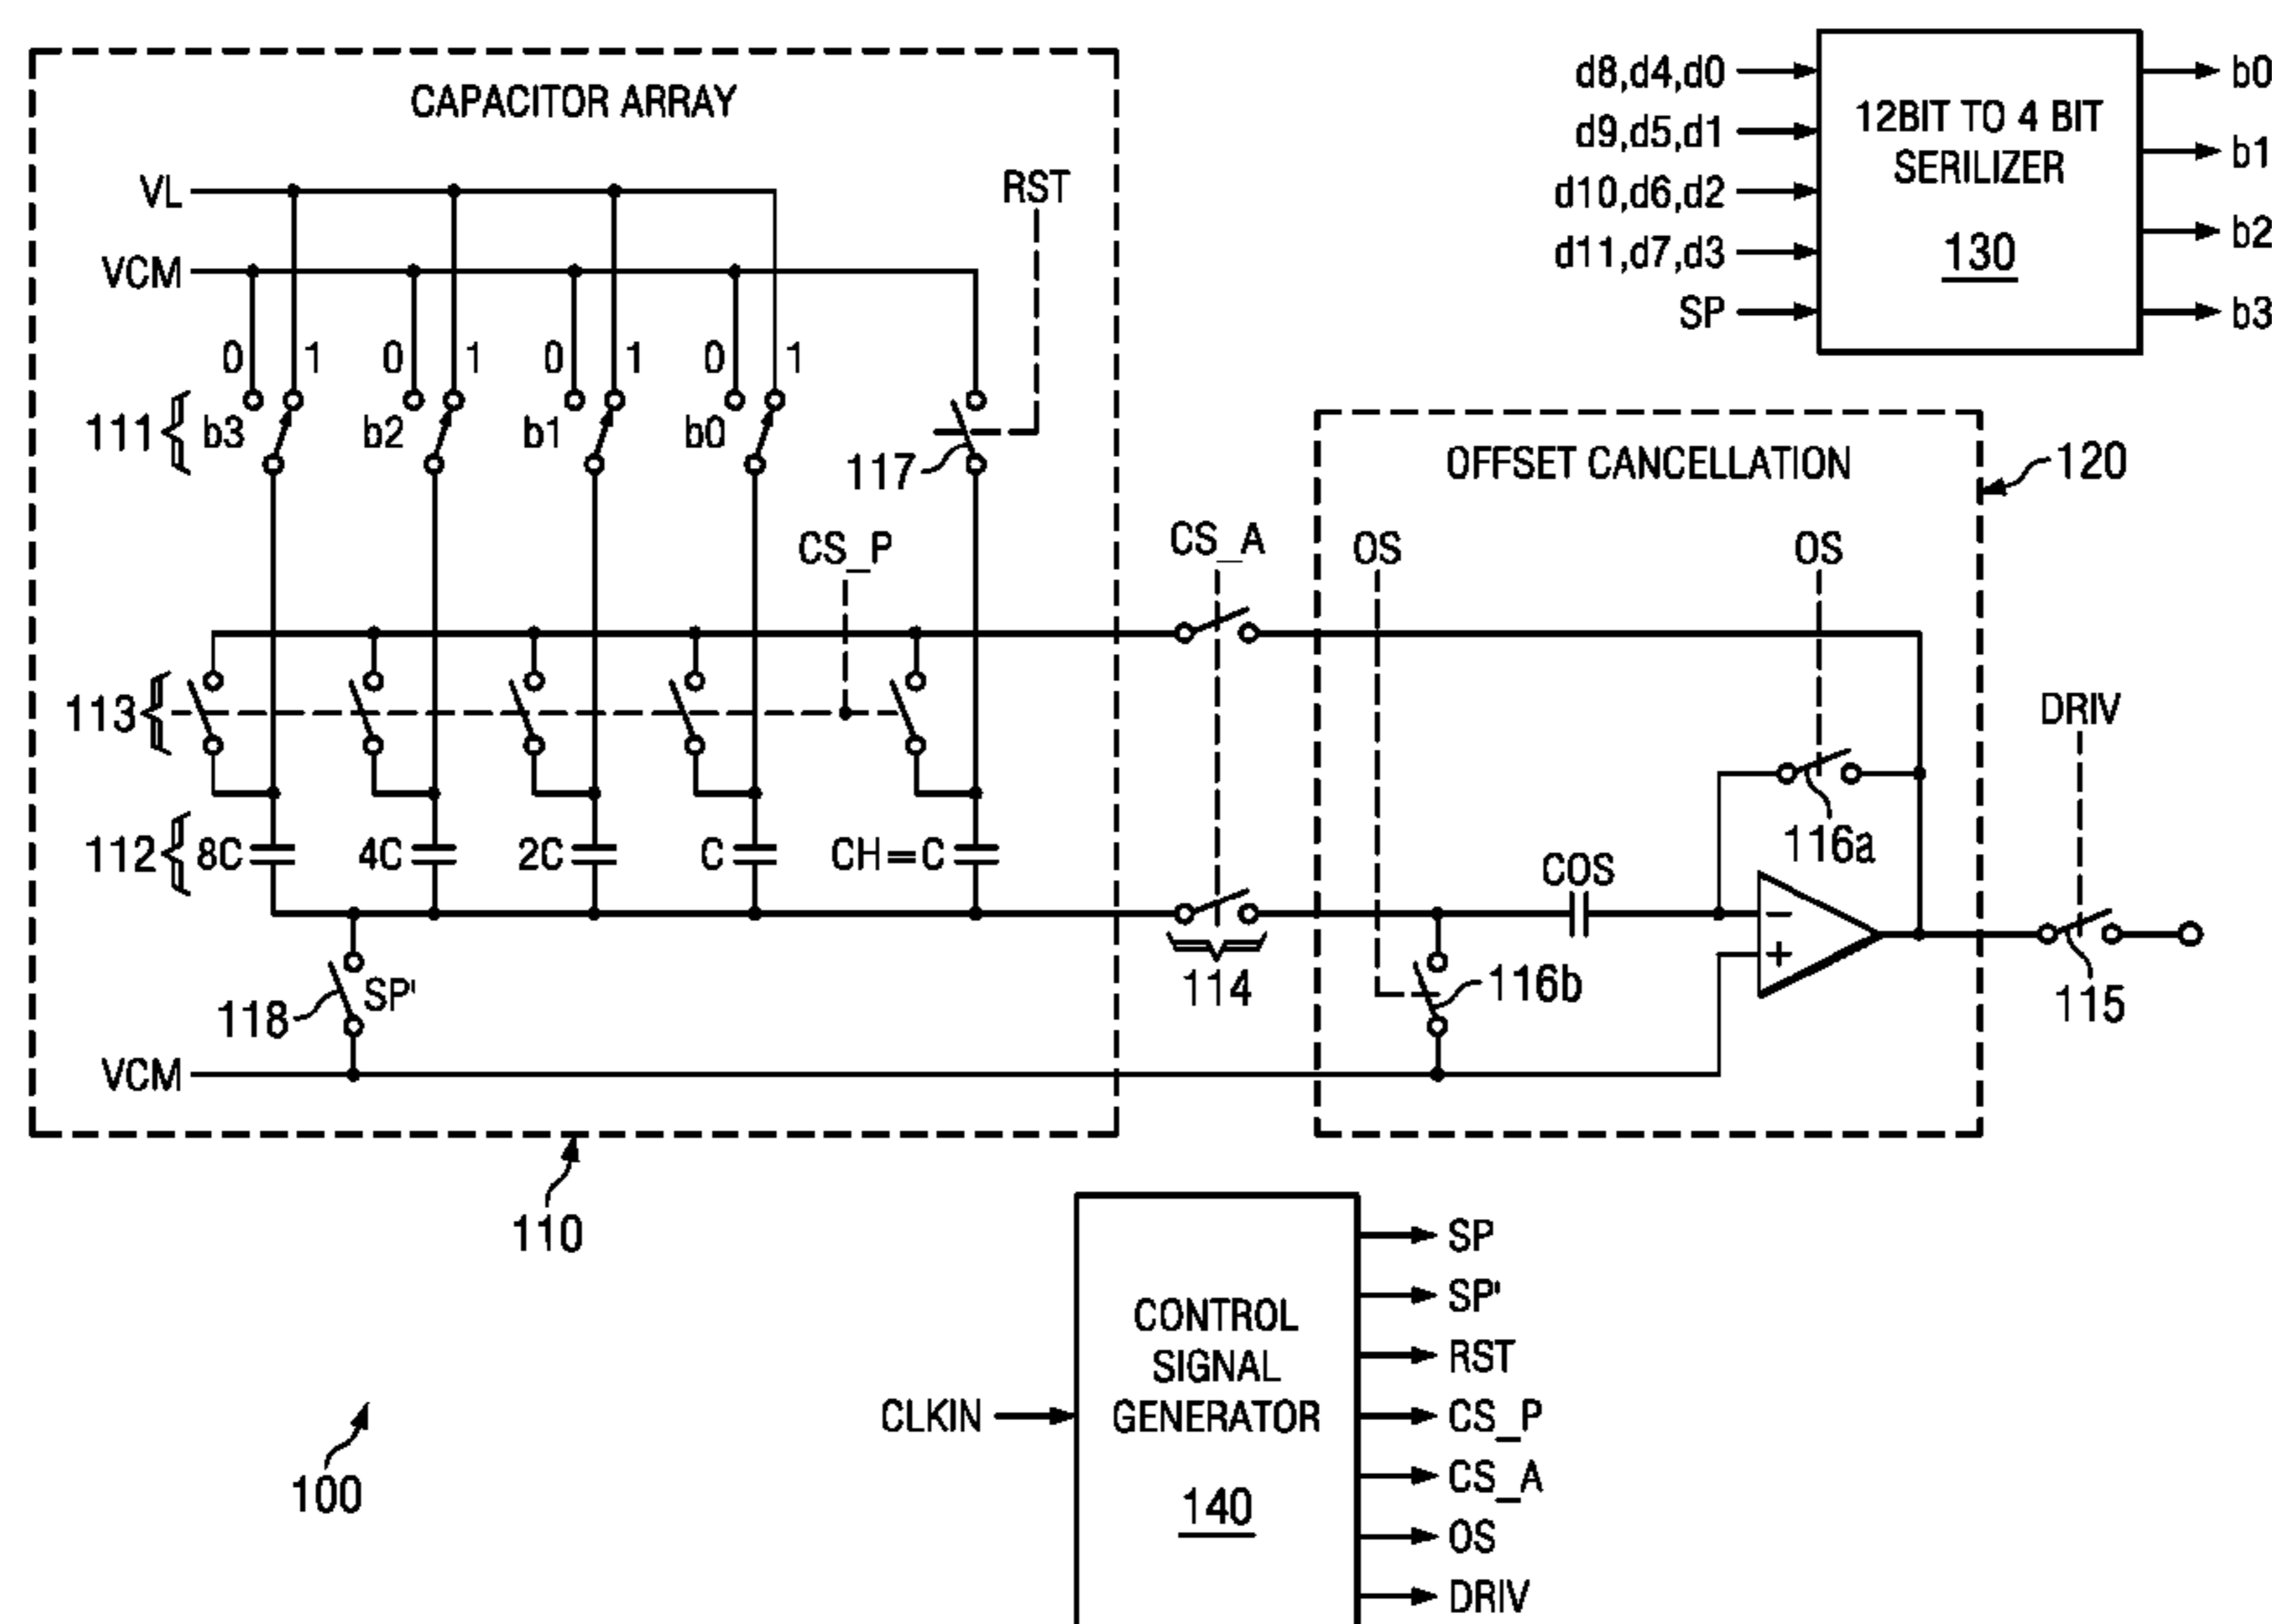 CAPACITOR ARRAY
VL
VCM
RST
0 1 0 1 0 1 0 1
111 b3 b2 b1 b0
117
CS_P
113
112 8C 4C 2C C CH=C
118 SP'
VCM
110
CS_A
114
OFFSET CANCELLATION
120
OS
OS
DRIV
116a
COS
-
+
116b
115
d8,d4,d0
d9,d5,d1
d10,d6,d2
d11,d7,d3
SP
12BIT TO 4 BIT
SERILIZER
130
b0
b1
b2
b3
100
CLKIN
CONTROL
SIGNAL
GENERATOR
140
SP
SP'
RST
CS_P
CS_A
OS
DRIV